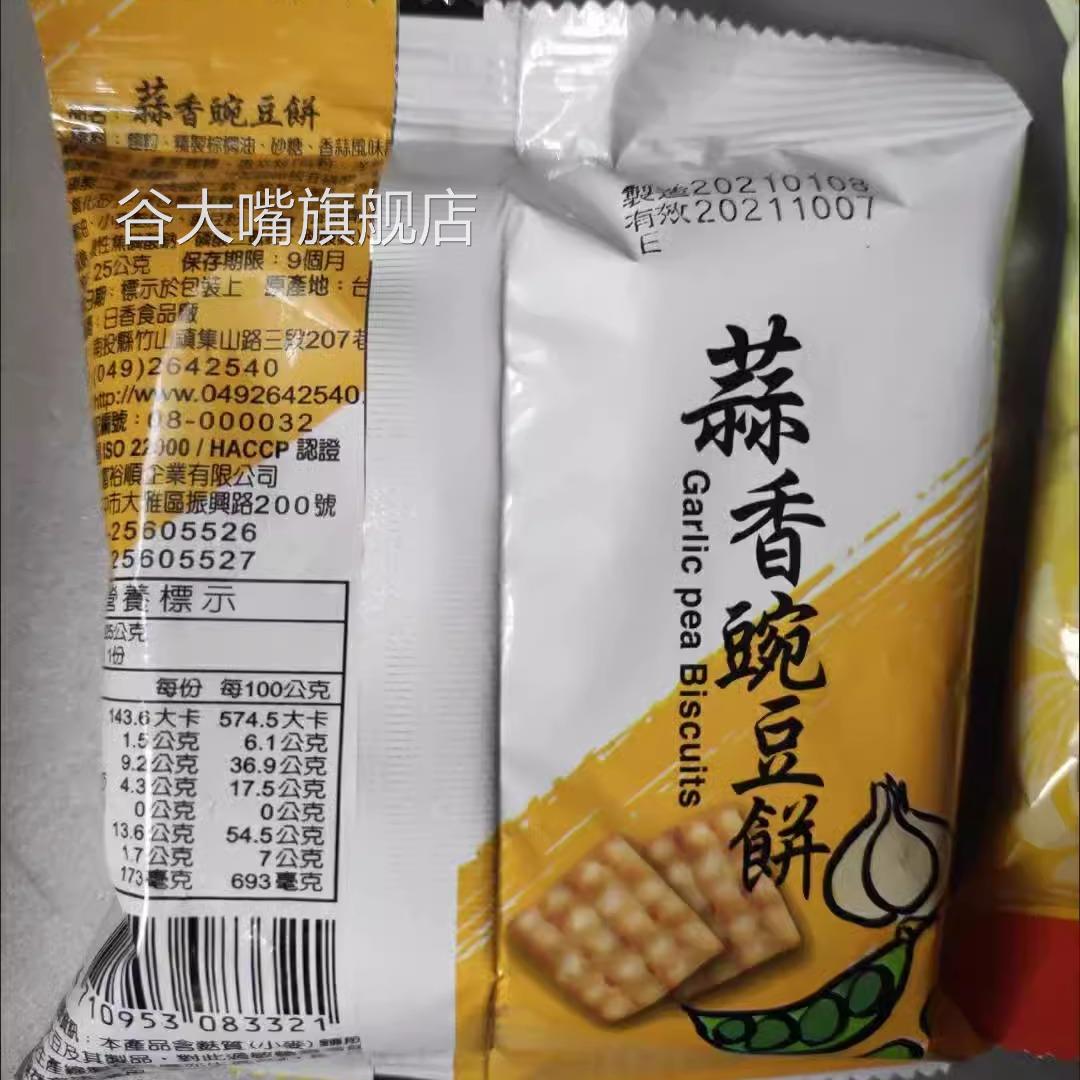 蒜香豌豆餅
砂糖、香蒜風味
谷大嘴旗舰店
25公克 保存期限：9個月
標示於包裝上 原產地：台
日香食品廠
南投縣竹山鎮集山路三段207巷
(049)2642540
http://www.0492642540
編號：08-000032
ISO 22000 / HACCP 認證
裕順企業有限公司
市大雅區振興路200號
-25605526
25605527
營養標示
25公克
1份
每份 每100公克
143.6大卡 574.5大卡
1.5公克 6.1公克
9.2公克 36.9公克
4.3公克 17.5公克
0公克 0公克
13.6公克 54.5公克
1.7公克 7公克
173毫克 693毫克
710953 083321
本產品含麩質(小麥)
豆及其製品，對此過敏
製造20210108
有效20211007
E
蒜香豌豆餅
Garlic pea Biscuits